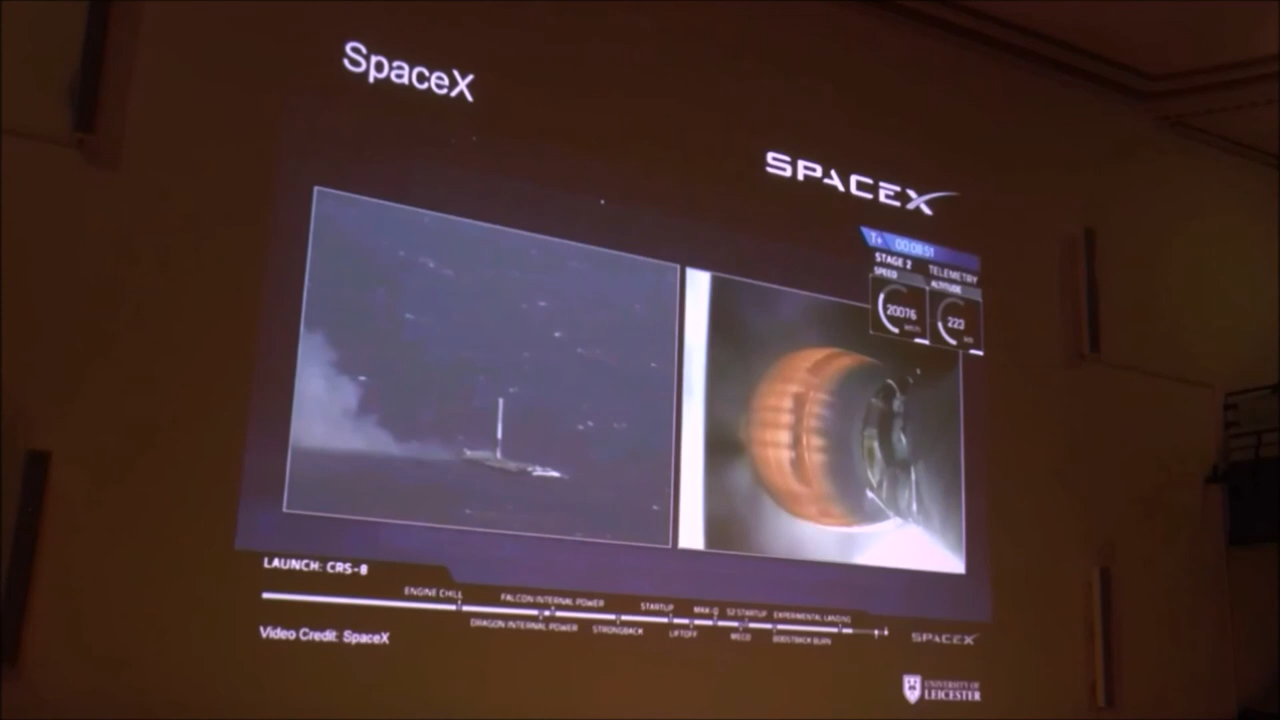 SpaceX
SPACEX
T+ 00:08:51
STAGE 2 TELEMETRY
SPEED ALTITUDE
20076 223
LAUNCH: CRS-8
ENGINE CHILL FALCON INTERNAL POWER STARTUP MAX-Q S2 STARTUP EXPERIMENTAL LANDING
DRAGON INTERNAL POWER STRONGBACK LIFTOFF MECO BOOSTBACK BURN
Video Credit: SpaceX
SPACEX
UNIVERSITY OF
LEICESTER